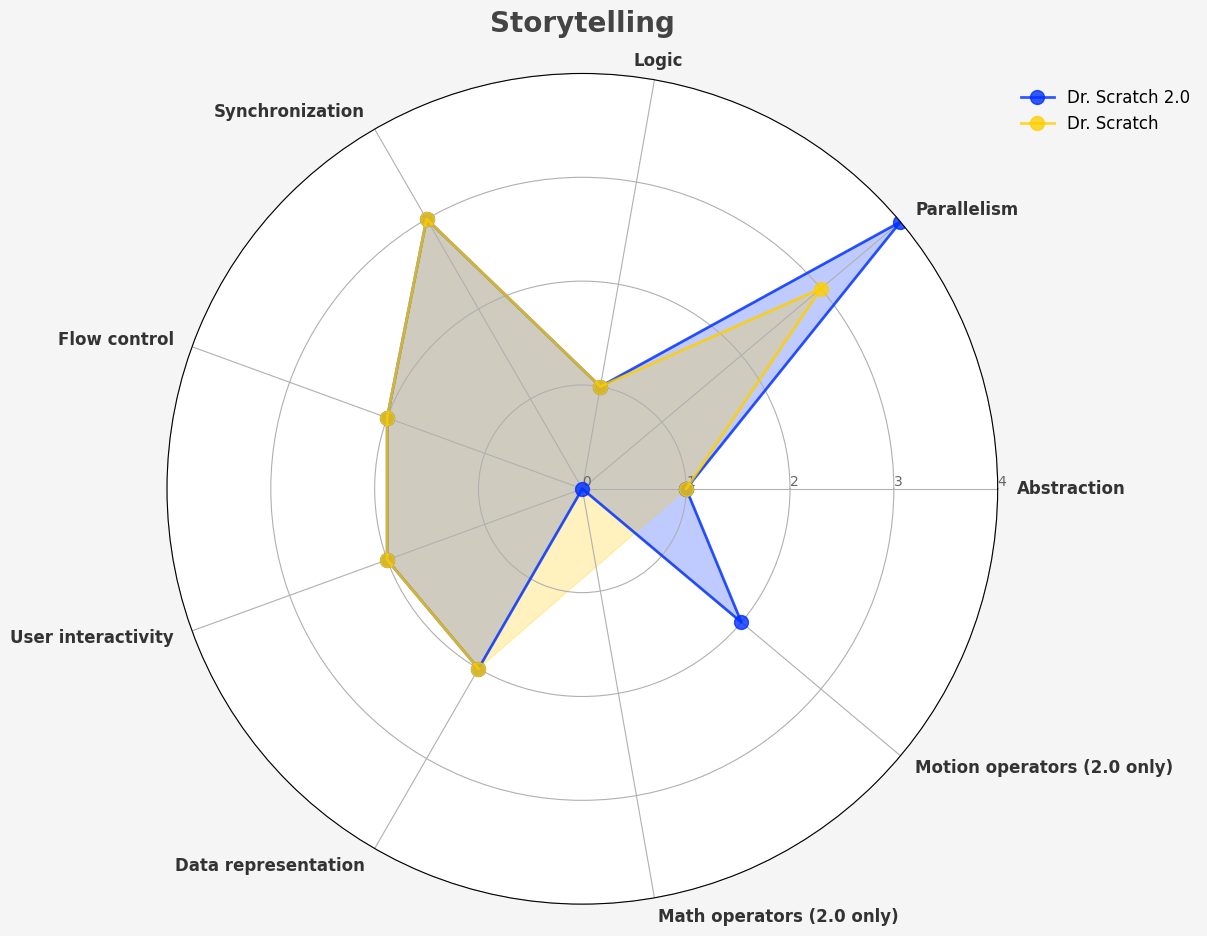 Storytelling
Logic
Dr. Scratch 2.0
Dr. Scratch
Synchronization
Parallelism
Flow control
0 1 2 3 4
Abstraction
User interactivity
Motion operators (2.0 only)
Data representation
Math operators (2.0 only)